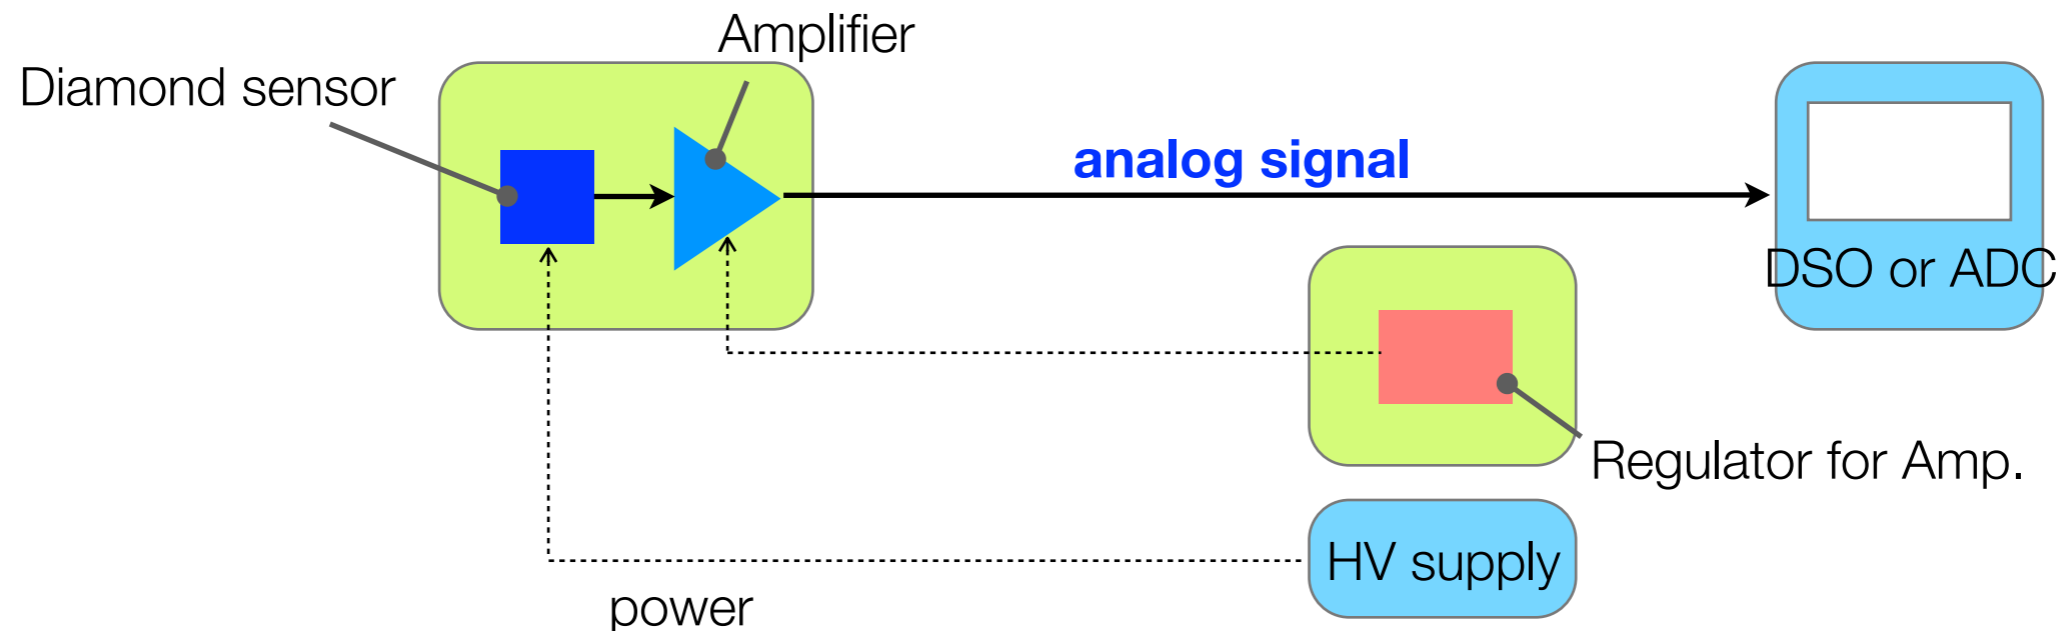 Amplifier
Diamond sensor
analog signal
DSO or ADC
Regulator for Amp.
HV supply
power